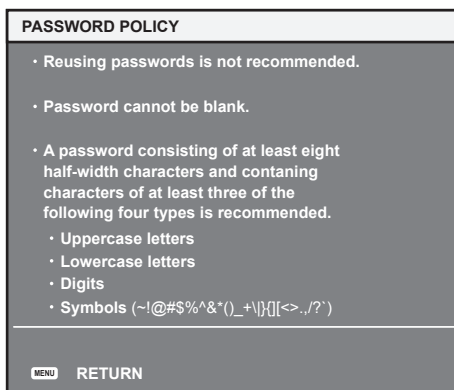 PASSWORD POLICY
・Reusing passwords is not recommended.
・Password cannot be blank.
・A password consisting of at least eight
half-width characters and contaning
characters of at least three of the
following four types is recommended.
・Uppercase letters
・Lowercase letters
・Digits
・Symbols (~!@#$%^&*()_+\|}{][<>.,/?`)
MENU RETURN